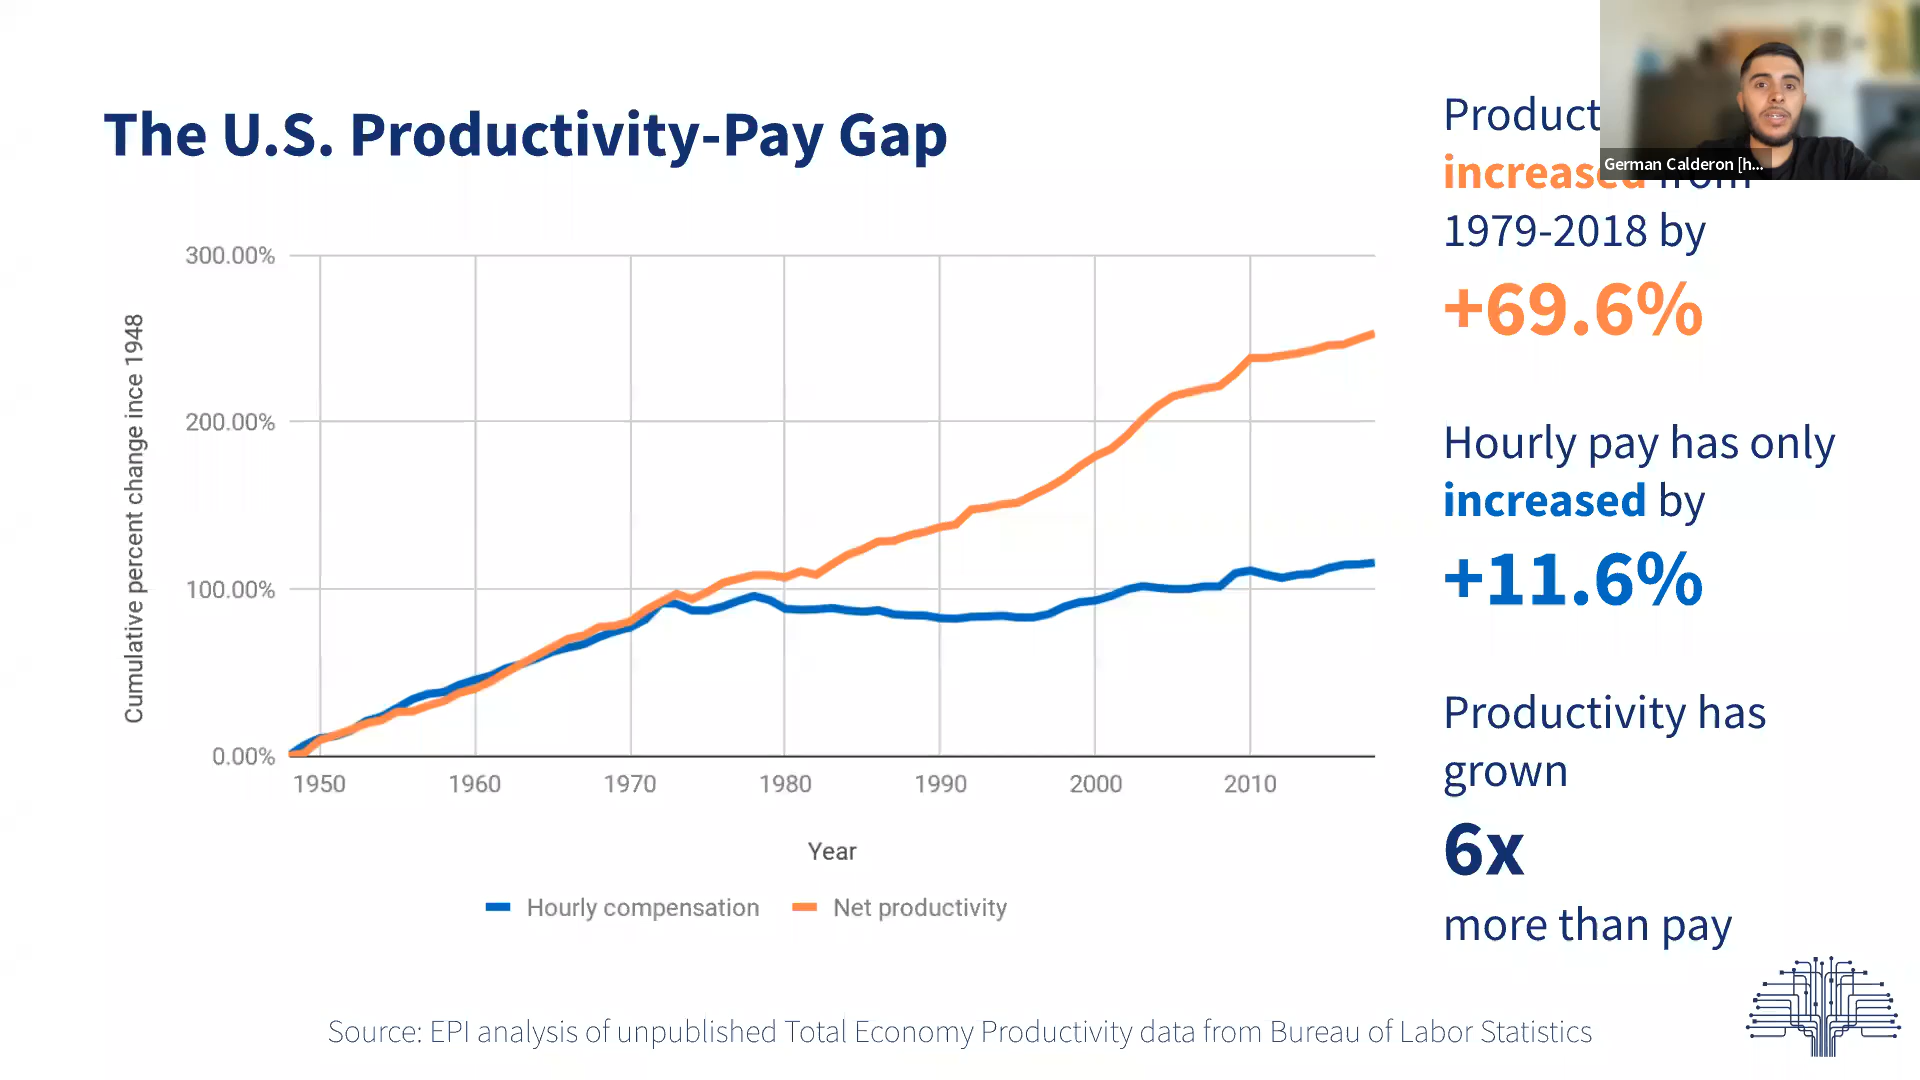 The U.S. Productivity-Pay Gap
300.00%
200.00%
100.00%
0.00%
Cumulative percent change ince 1948
1950 1960 1970 1980 1990 2000 2010
Year
Hourly compensation Net productivity
Product
increased from
1979-2018 by
+69.6%
Hourly pay has only
increased by
+11.6%
Productivity has
grown
6x
more than pay
German Calderon [h...
Source: EPI analysis of unpublished Total Economy Productivity data from Bureau of Labor Statistics